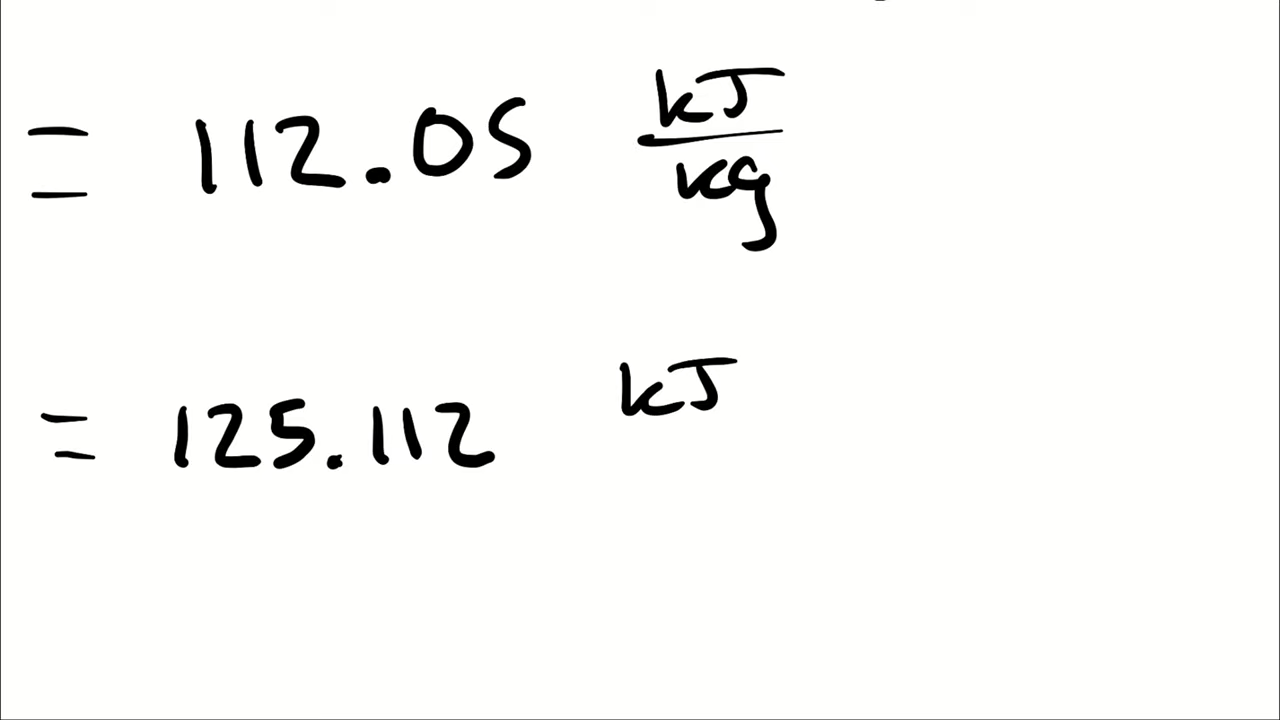 = 112.05 kJ/kg
= 125.112 kJ